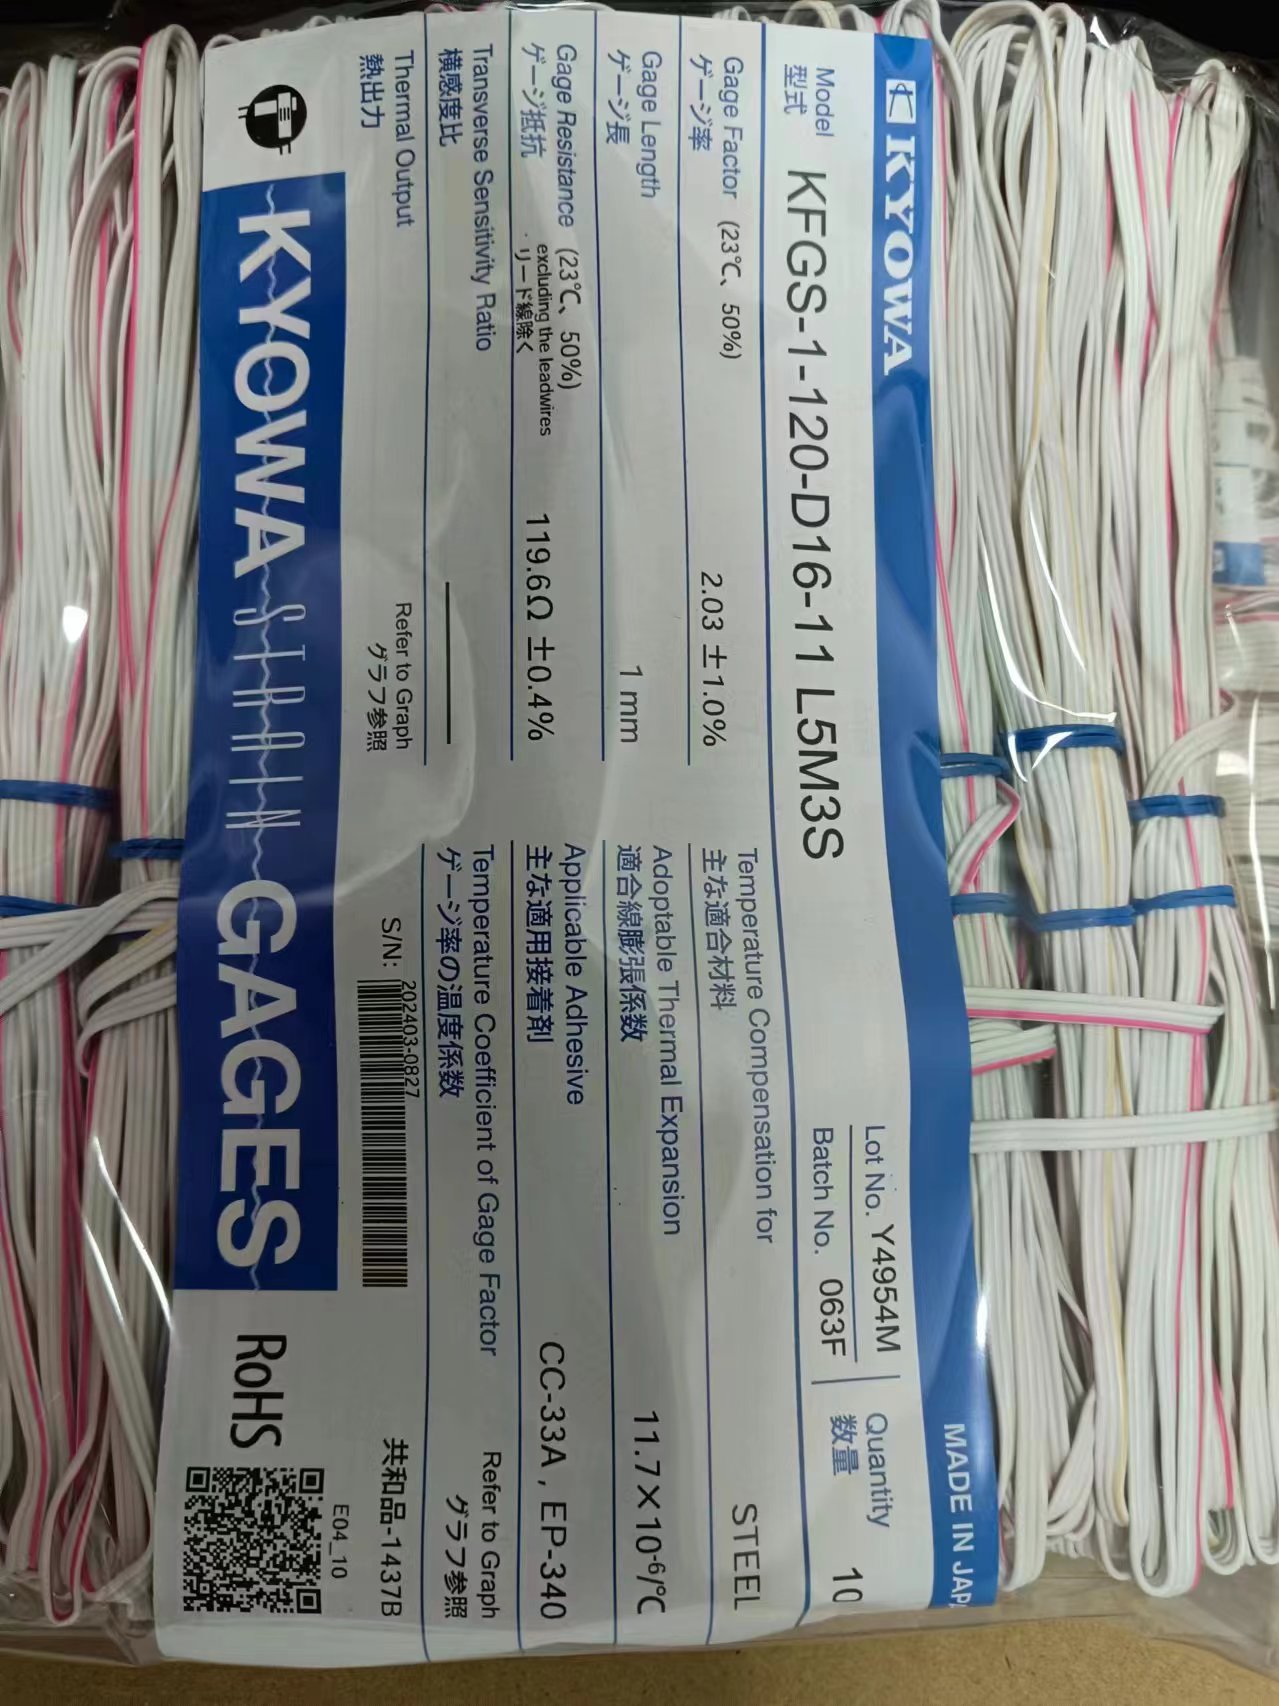 KYOWA
MADE IN JAP
Model
型式
KFGS-1-120-D16-11 L5M3S
Lot No. Y4954M
Batch No. 063F
Quantity
数量
10
Gage Factor (23℃、50%)
ゲージ率
2.03 ±1.0%
Temperature Compensation for
主な適合材料
STEEL
Gage Length
ゲージ長
1 mm
Adoptable Thermal Expansion
適合線膨張係数
11.7×10⁻⁶/℃
Gage Resistance (23℃、50%)
excluding the leadwires
ゲージ抵抗
リード線除く
119.6Ω ±0.4%
Applicable Adhesive
主な適用接着剤
CC-33A , EP-340
Transverse Sensitivity Ratio
横感度比
Temperature Coefficient of Gage Factor
ゲージ率の温度係数
Refer to Graph
グラフ参照
Thermal Output
熱出力
Refer to Graph
グラフ参照
S/N: 202403-0827
共和品-1437B
E04_10
KYOWA STRAIN GAGES
RoHS